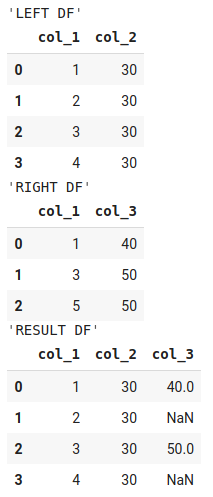 'LEFT DF'
col_1 col_2
0 1 30
1 2 30
2 3 30
3 4 30
'RIGHT DF'
col_1 col_3
0 1 40
1 3 50
2 5 50
'RESULT DF'
col_1 col_2 col_3
0 1 30 40.0
1 2 30 NaN
2 3 30 50.0
3 4 30 NaN